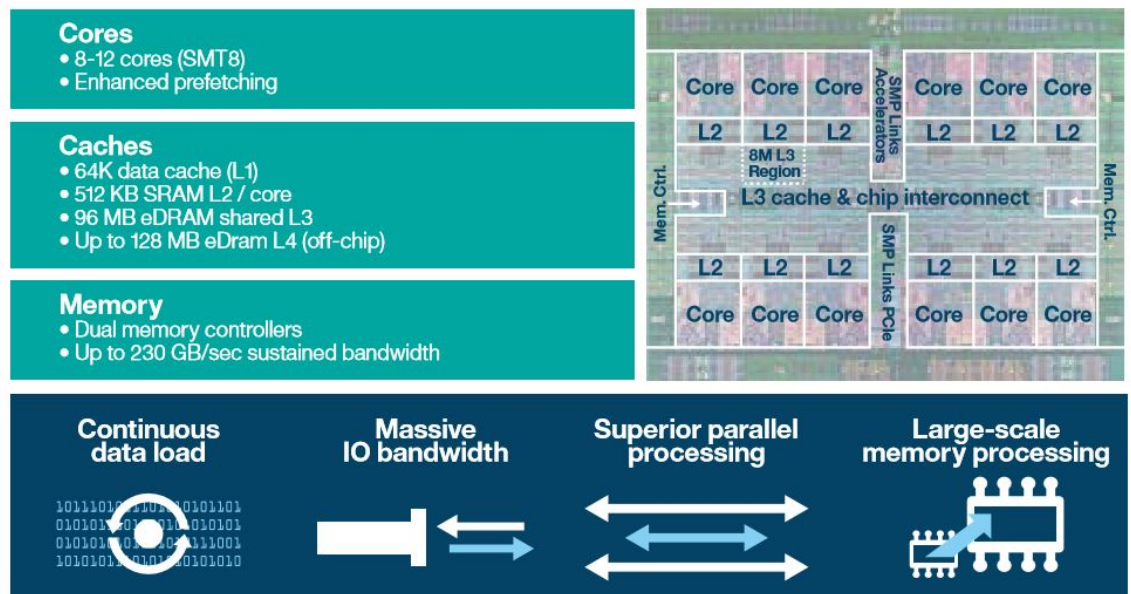 Cores
• 8-12 cores (SMT8)
• Enhanced prefetching
Caches
• 64K data cache (L1)
• 512 KB SRAM L2 / core
• 96 MB eDRAM shared L3
• Up to 128 MB eDram L4 (off-chip)
Memory
• Dual memory controllers
• Up to 230 GB/sec sustained bandwidth
Core Core Core Core Core Core
SMP Links
Accelerators
L2 L2 L2 L2 L2 L2
8M L3
Region
Mem. Ctrl.
L3 cache & chip interconnect
Mem. Ctrl.
SMP Links PCIe
L2 L2 L2 L2 L2 L2
Core Core Core Core Core Core
Continuous
data load
Massive
IO bandwidth
Superior parallel
processing
Large-scale
memory processing